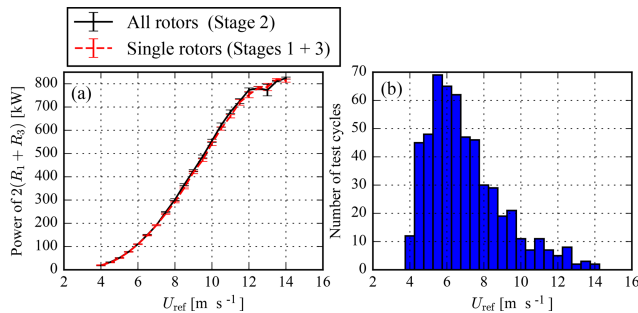 All rotors (Stage 2)
Single rotors (Stages 1 + 3)
(a)
Power of 2(R₁ + R₃) [kW]
800
700
600
500
400
300
200
100
0
2 4 6 8 10 12 14 16
U_ref [m s⁻¹]
(b)
Number of test cycles
70
60
50
40
30
20
10
0
2 4 6 8 10 12 14 16
U_ref [m s⁻¹]